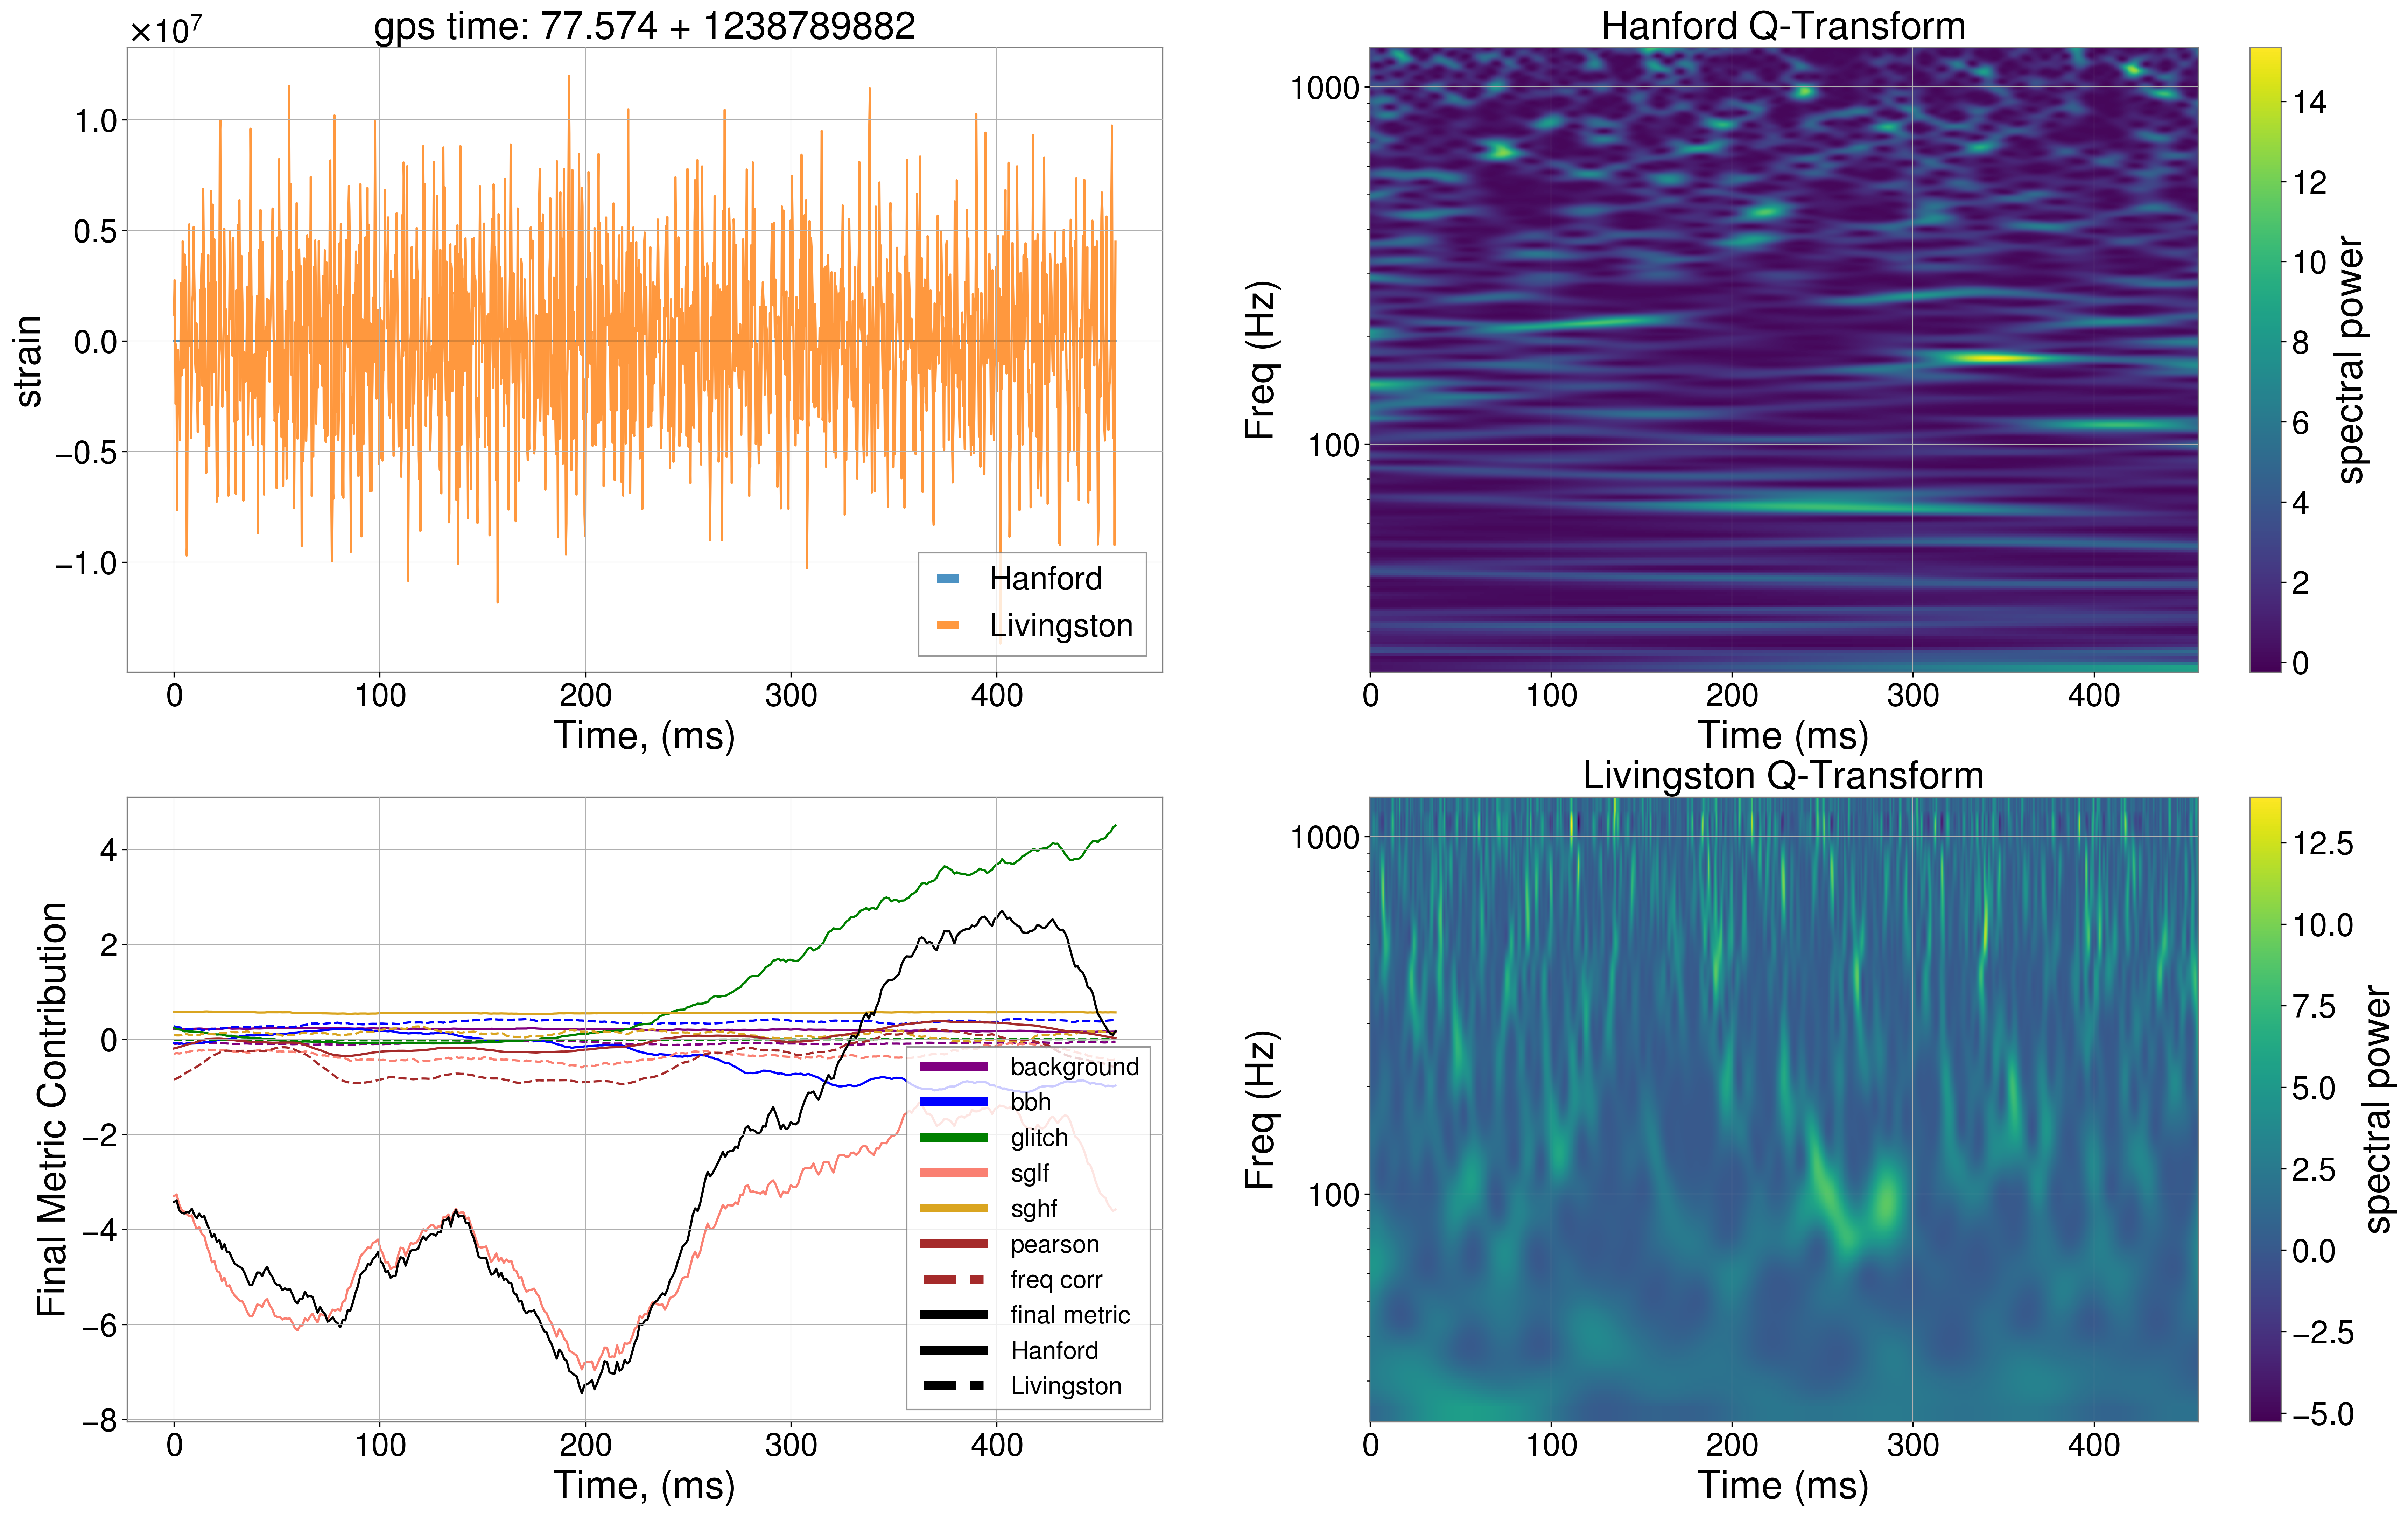 gps time: 77.574 + 1238789882
×10⁷
1.0
0.5
0.0
−0.5
−1.0
strain
0 100 200 300 400
Time, (ms)
Hanford
Livingston
Hanford Q-Transform
1000
100
Freq (Hz)
0 100 200 300 400
Time (ms)
14
12
10
8
6
4
2
0
spectral power
4
2
0
−2
−4
−6
−8
Final Metric Contribution
0 100 200 300 400
Time, (ms)
background
bbh
glitch
sglf
sghf
pearson
freq corr
final metric
Hanford
Livingston
Livingston Q-Transform
1000
100
Freq (Hz)
0 100 200 300 400
Time (ms)
12.5
10.0
7.5
5.0
2.5
0.0
−2.5
−5.0
spectral power